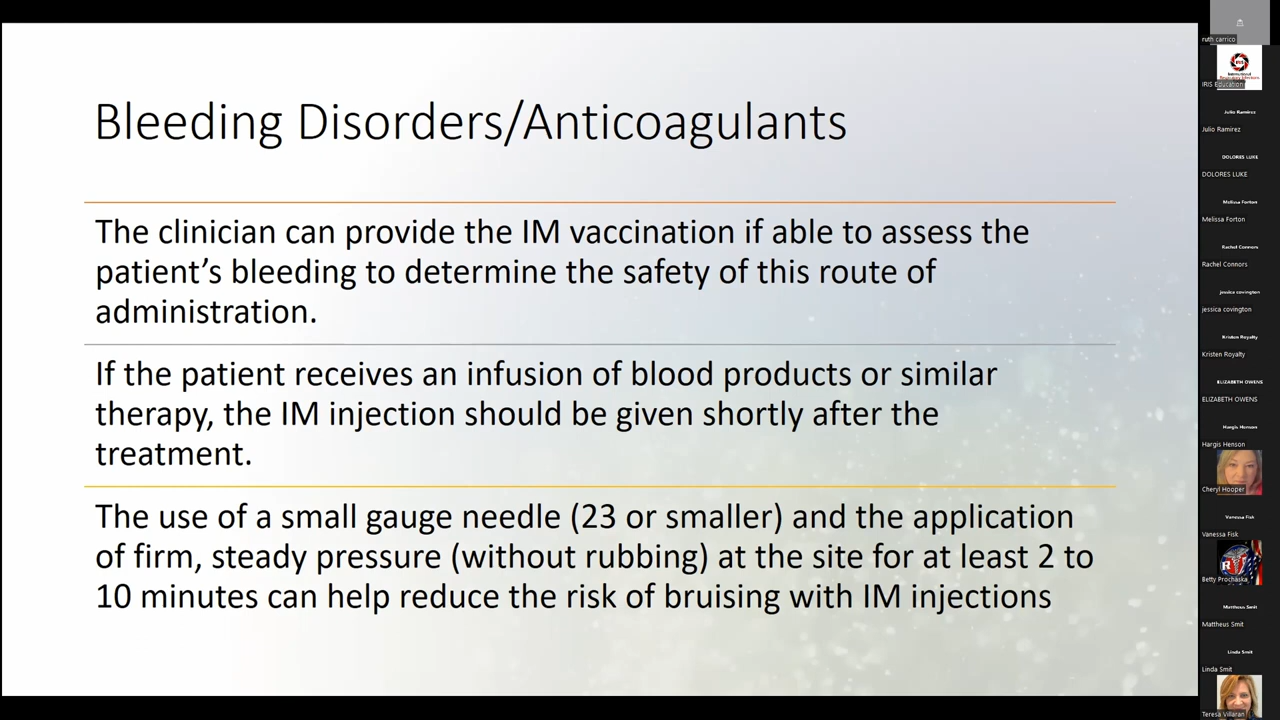 Bleeding Disorders/Anticoagulants
The clinician can provide the IM vaccination if able to assess the
patient’s bleeding to determine the safety of this route of
administration.
If the patient receives an infusion of blood products or similar
therapy, the IM injection should be given shortly after the
treatment.
The use of a small gauge needle (23 or smaller) and the application
of firm, steady pressure (without rubbing) at the site for at least 2 to
10 minutes can help reduce the risk of bruising with IM injections
ruth carrico
IRIS
IRIS Education
Julio Ramirez
Julio Ramirez
DOLORES LUKE
DOLORES LUKE
Melissa Forton
Melissa Forton
Rachel Connors
Rachel Connors
jessica covington
jessica covington
Kristen Royalty
Kristen Royalty
ELIZABETH OWENS
ELIZABETH OWENS
Hargis Henson
Hargis Henson
Cheryl Hooper
Vanessa Fisk
Vanessa Fisk
Betty Prochaska
Mattheus Smit
Mattheus Smit
Linda Smit
Linda Smit
Teresa Villaran